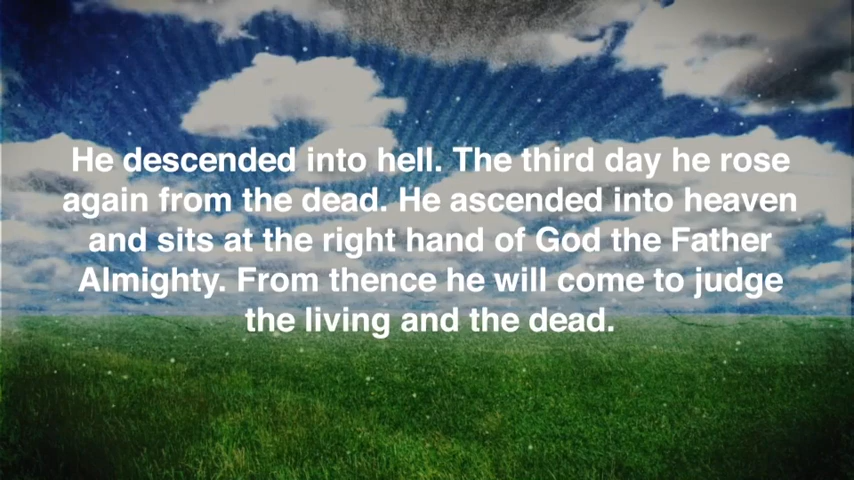 He descended into hell. The third day he rose
again from the dead. He ascended into heaven
and sits at the right hand of God the Father
Almighty. From thence he will come to judge
the living and the dead.